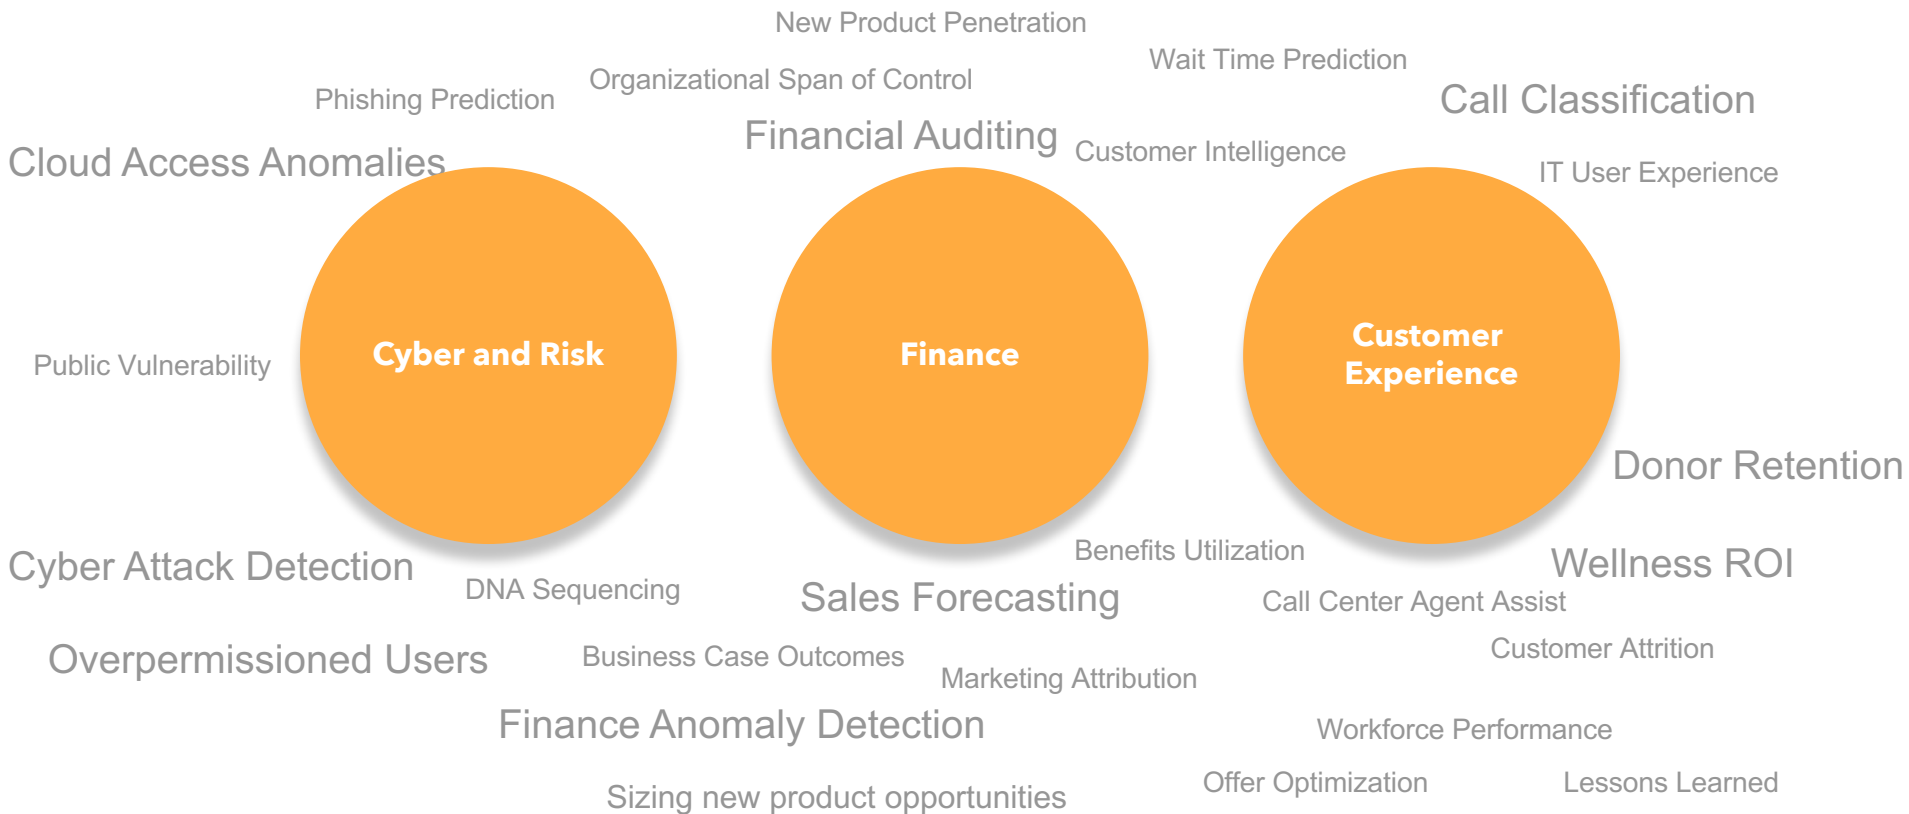 New Product Penetration
Wait Time Prediction
Organizational Span of Control
Phishing Prediction
Call Classification
Financial Auditing
Customer Intelligence
Cloud Access Anomalies
IT User Experience
Cyber and Risk
Finance
Customer
Experience
Public Vulnerability
Donor Retention
Benefits Utilization
Wellness ROI
Cyber Attack Detection
DNA Sequencing
Sales Forecasting
Call Center Agent Assist
Customer Attrition
Overpermissioned Users
Business Case Outcomes
Marketing Attribution
Finance Anomaly Detection
Workforce Performance
Offer Optimization
Lessons Learned
Sizing new product opportunities